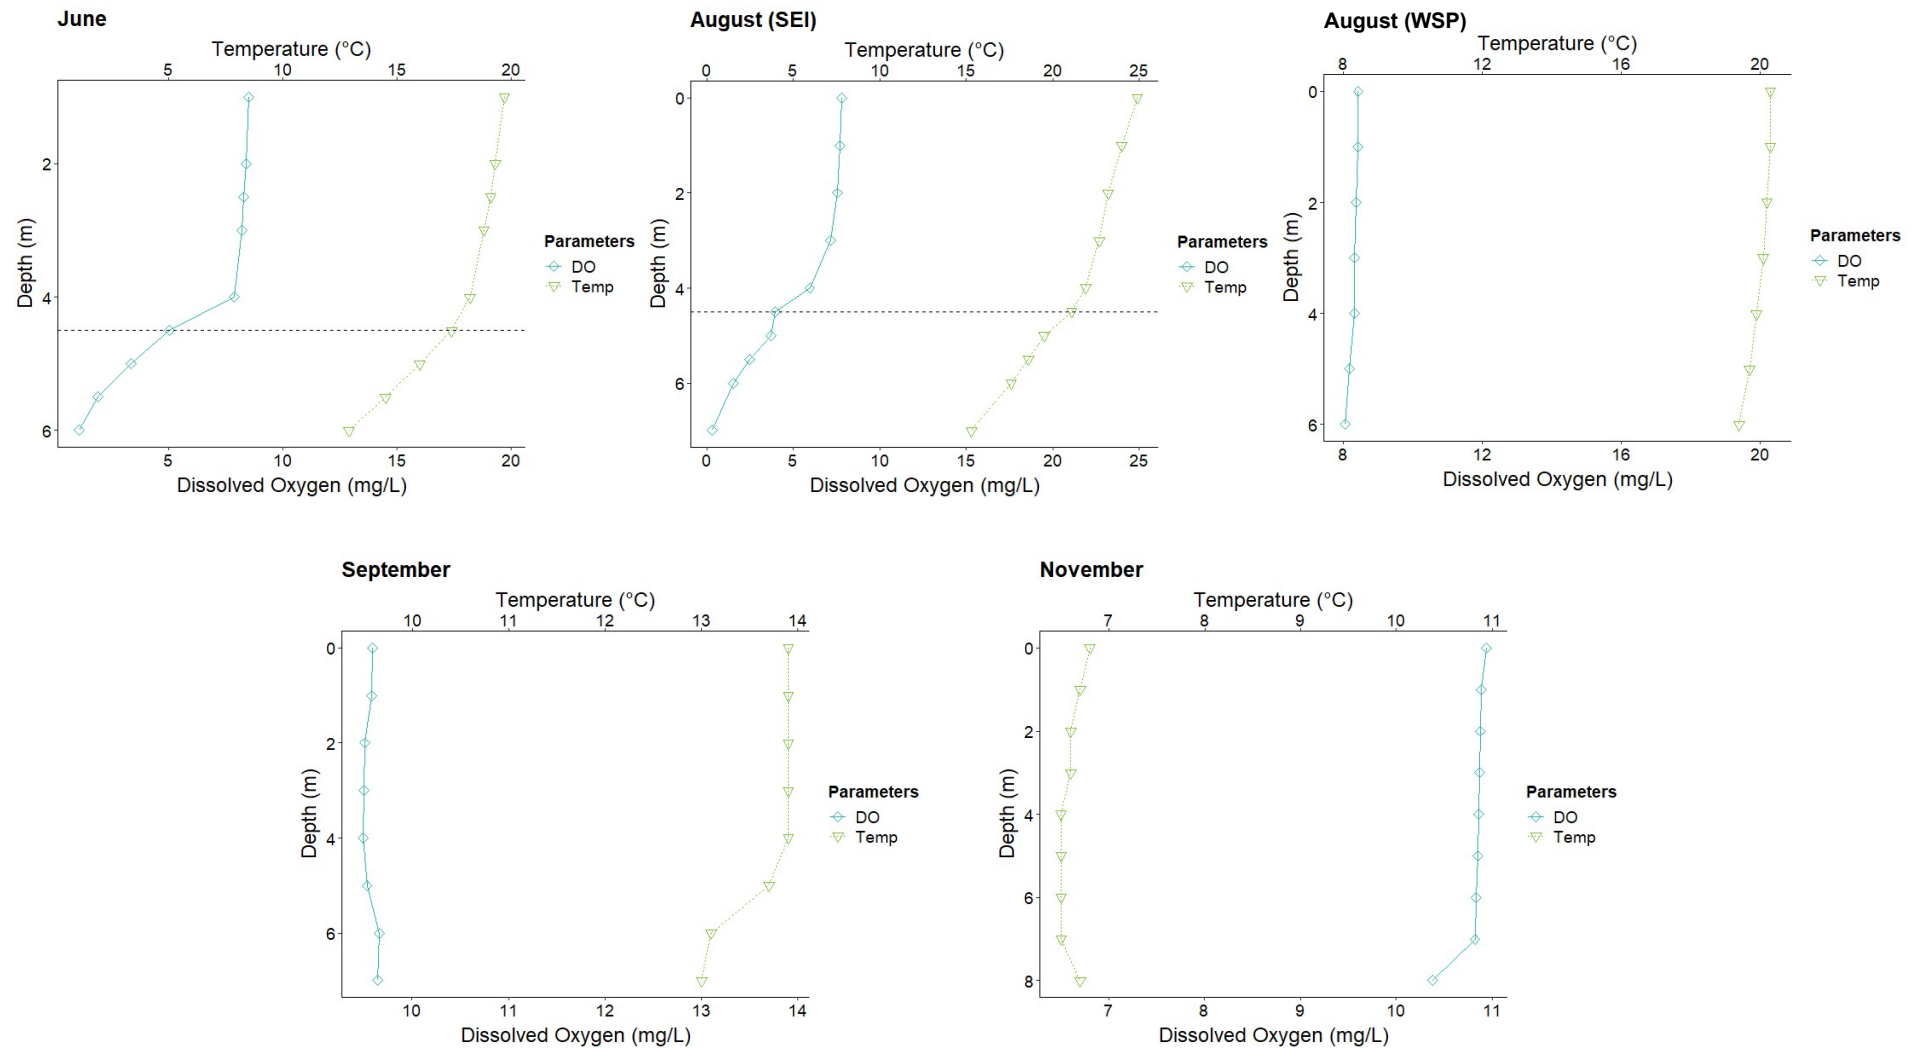 June
Temperature (°C)
5 10 15 20
Depth (m)
2
4
6
5 10 15 20
Dissolved Oxygen (mg/L)
Parameters
DO
Temp
August (SEI)
Temperature (°C)
0 5 10 15 20 25
Depth (m)
0
2
4
6
0 5 10 15 20 25
Dissolved Oxygen (mg/L)
Parameters
DO
Temp
August (WSP)
Temperature (°C)
8 12 16 20
Depth (m)
0
2
4
6
8 12 16 20
Dissolved Oxygen (mg/L)
Parameters
DO
Temp
September
Temperature (°C)
10 11 12 13 14
Depth (m)
0
2
4
6
10 11 12 13 14
Dissolved Oxygen (mg/L)
Parameters
DO
Temp
November
Temperature (°C)
7 8 9 10 11
Depth (m)
0
2
4
6
8
7 8 9 10 11
Dissolved Oxygen (mg/L)
Parameters
DO
Temp